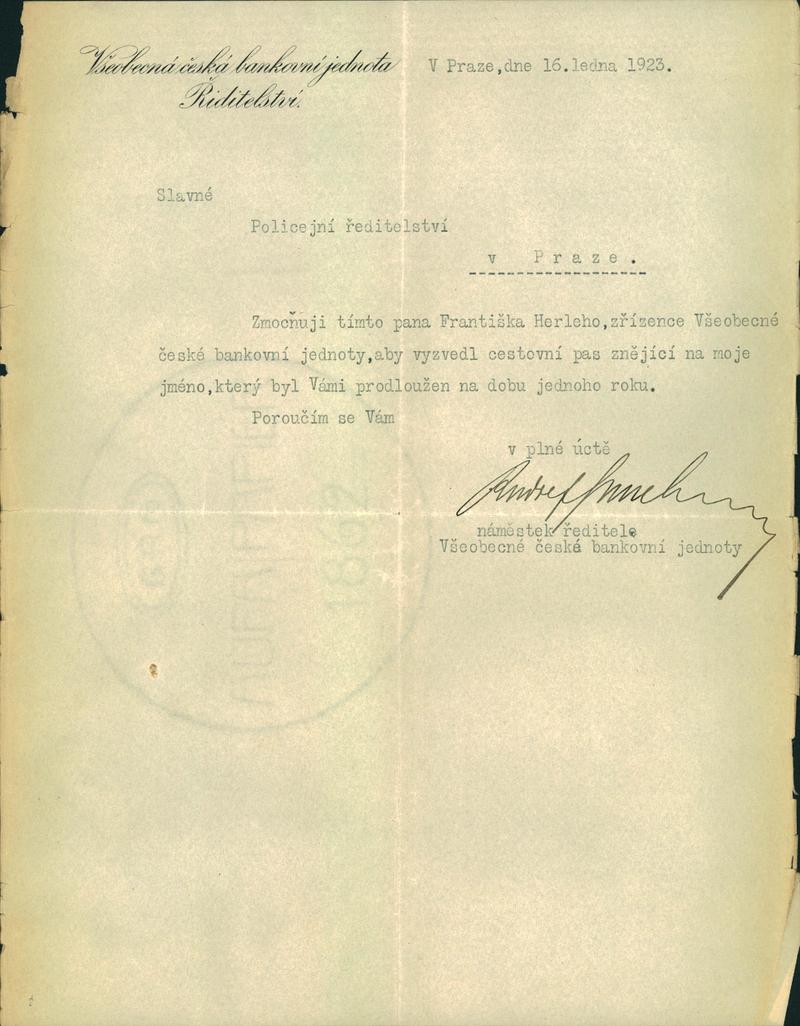 Všeobecná česká bankovní jednota
Řiditelství.
V Praze,dne 16.ledna 1923.
Slavné
Policejní ředitelství
v Praze.
Zmocňuji tímto pana Františka Herleho,zřízence Všeobecné
české bankovní jednoty,aby vyzvedl cestovní pas znějící na moje
jméno,který byl Vámi prodloužen na dobu jednoho roku.
Poroučím se Vám
v plné úctě
náměstek ředitele
Všeobecné česká bankovní jednoty